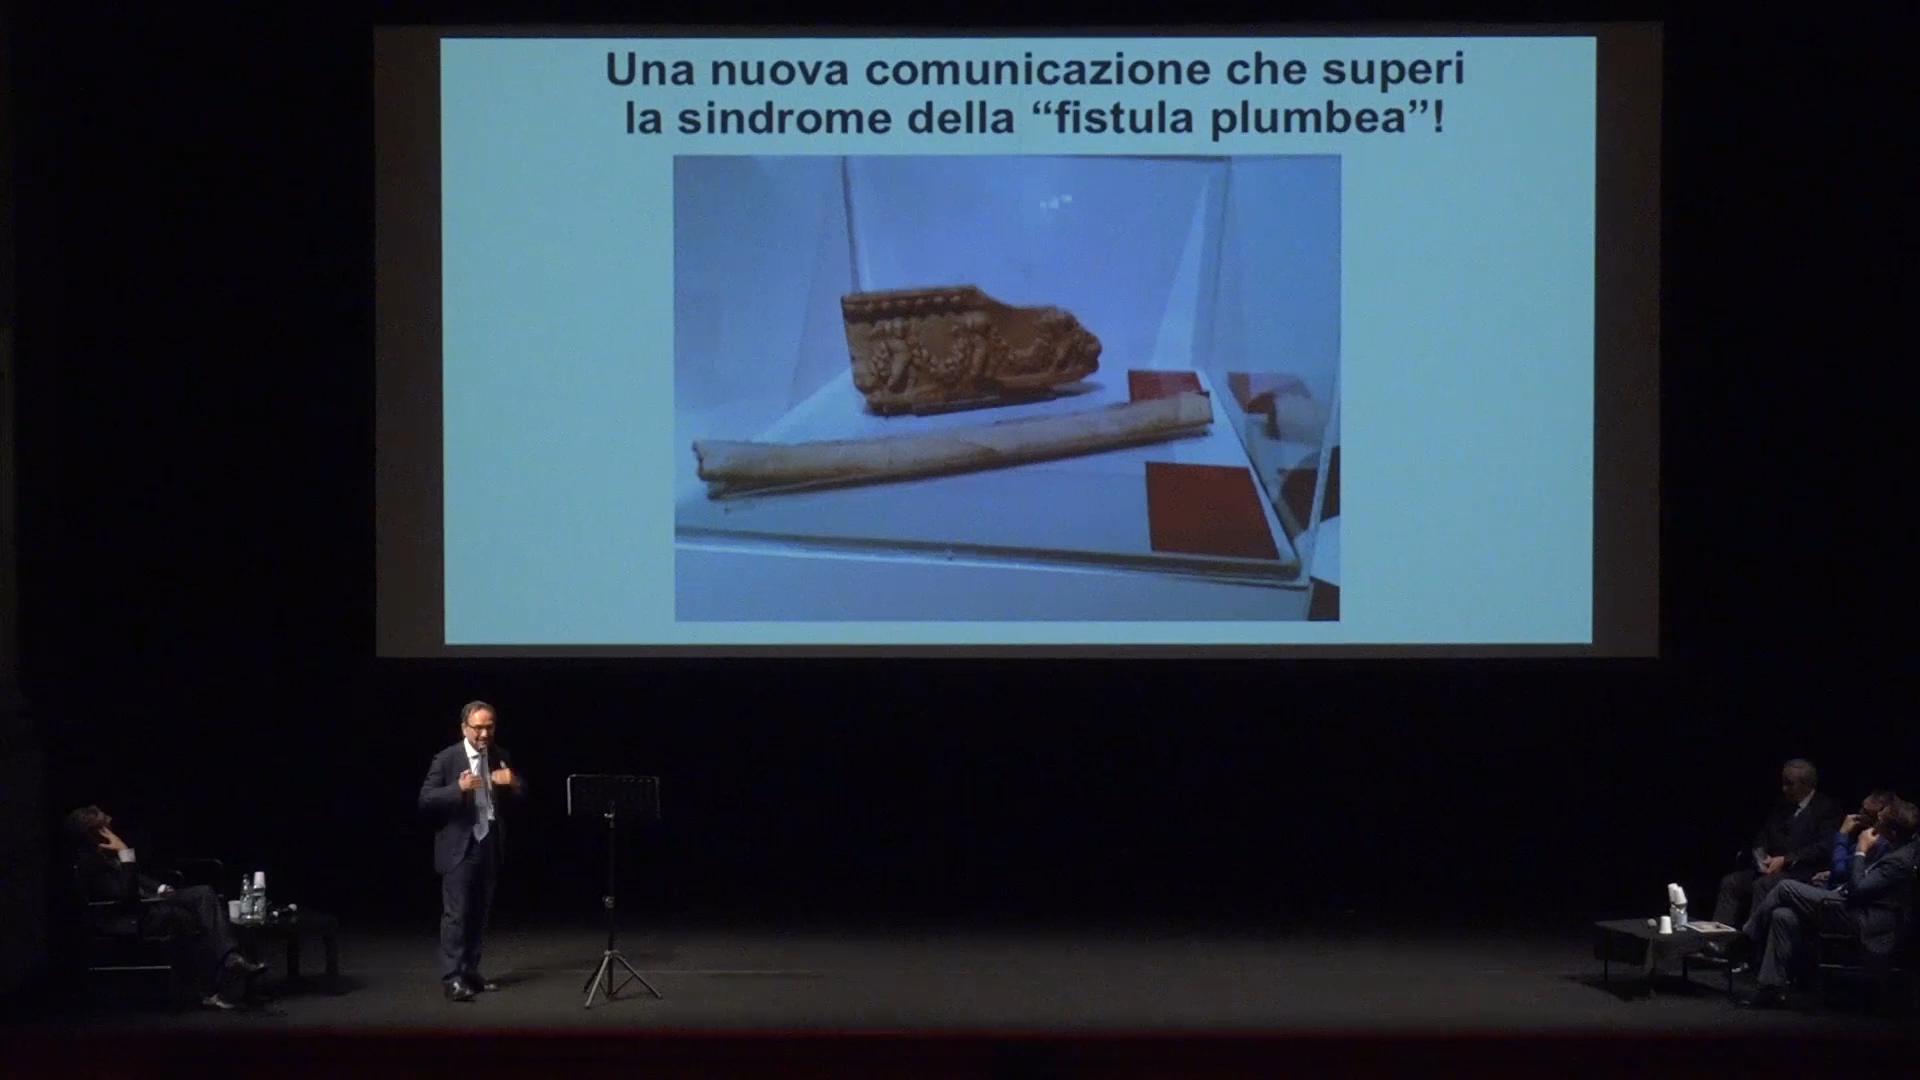 Una nuova comunicazione che superi
la sindrome della “fistula plumbea”!